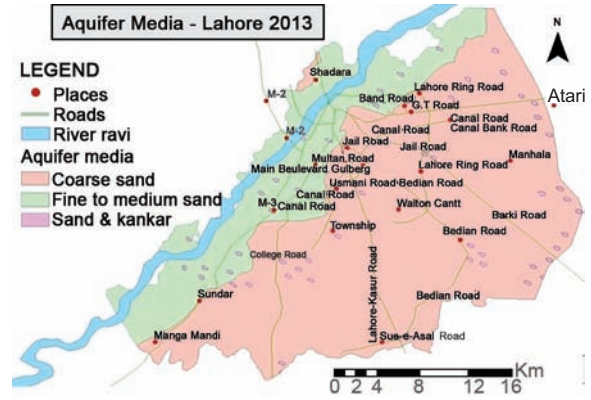 Aquifer Media - Lahore 2013
N
LEGEND
Places
Roads
River ravi
Aquifer media
Coarse sand
Fine to medium sand
Sand & kankar
Shadara
M-2
Lahore Ring Road
Atari
Band Road
G.T Road
M-2
Canal Road
Canal Road
Canal Bank Road
Jail Road
Jail Road
Multan Road
Manhala
Main Beulevard Gulberg
Lahore Ring Road
Usmani Road
Bedian Road
Canal Road
M-3
Canal Road
Walton Cantt
Barki Road
Township
Bedian Road
College Road
Lahore-Kasur Road
Sundar
Bedian Road
Manga Mandi
Sue-e-Asal Road
Km
0 2 4 8 12 16